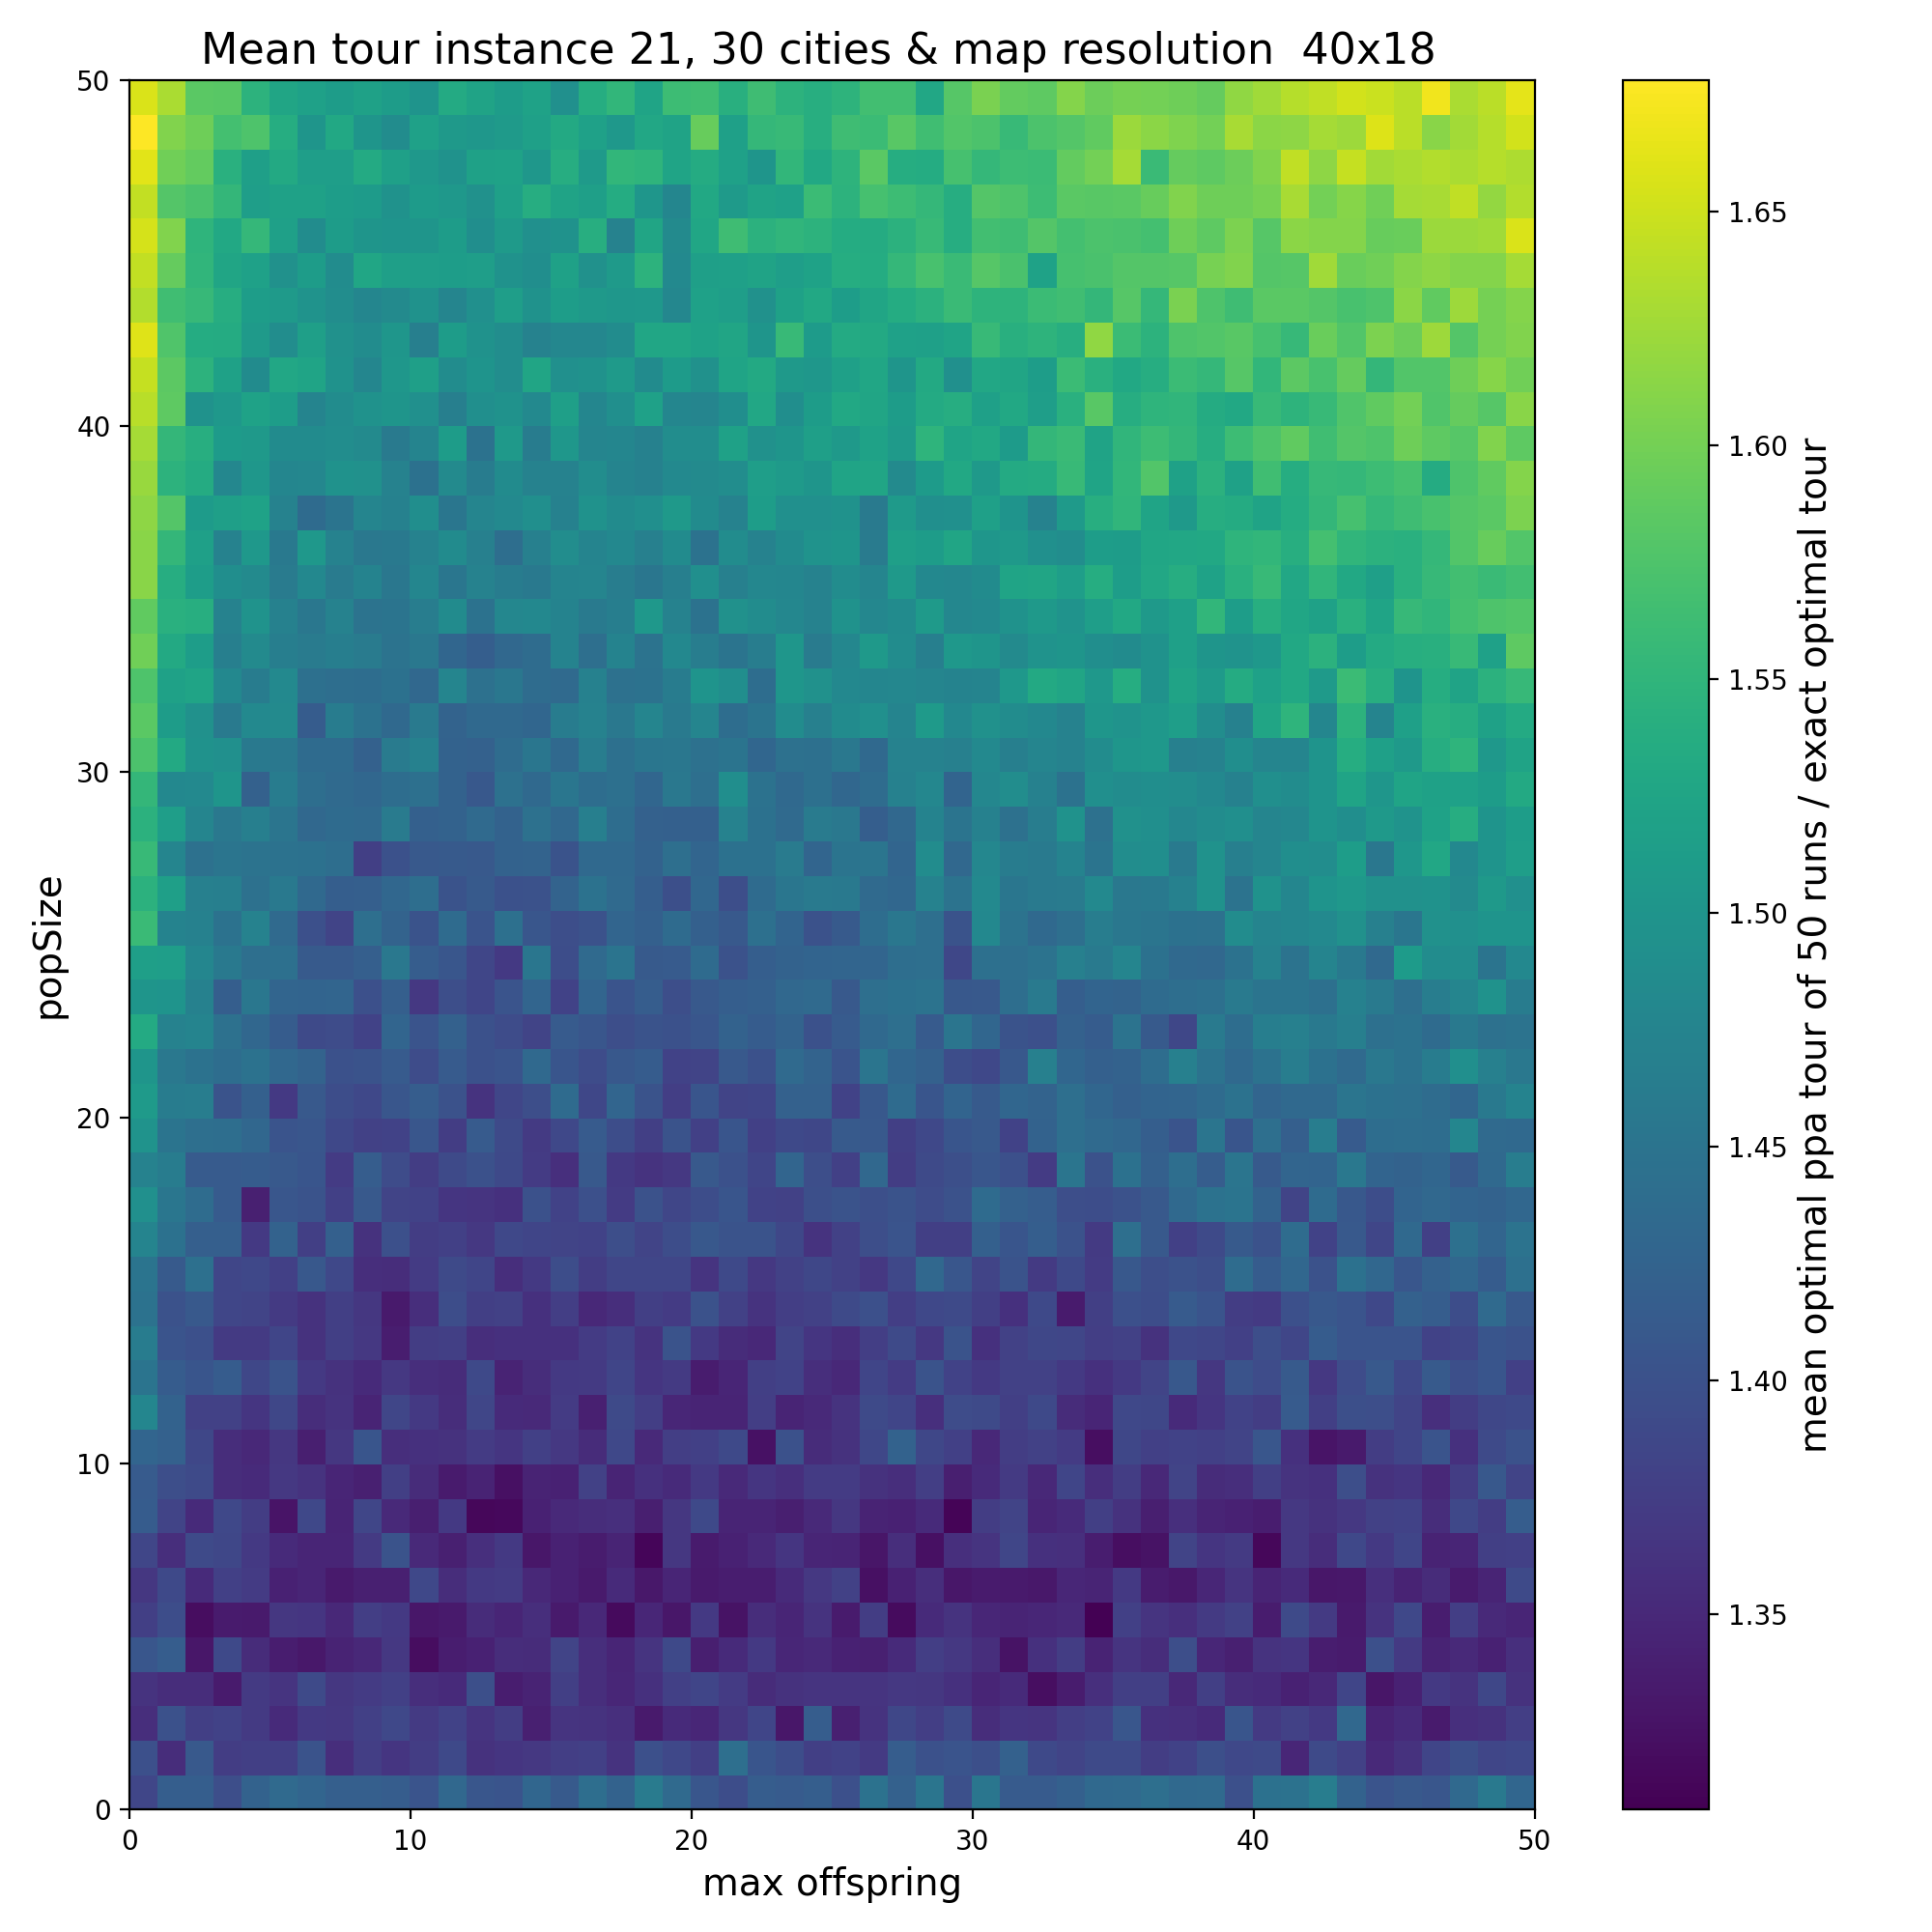 Mean tour instance 21, 30 cities & map resolution  40x18
50
40
30
20
10
0
popSize
0 10 20 30 40 50
max offspring
1.65
1.60
1.55
1.50
1.45
1.40
1.35
mean optimal ppa tour of 50 runs / exact optimal tour